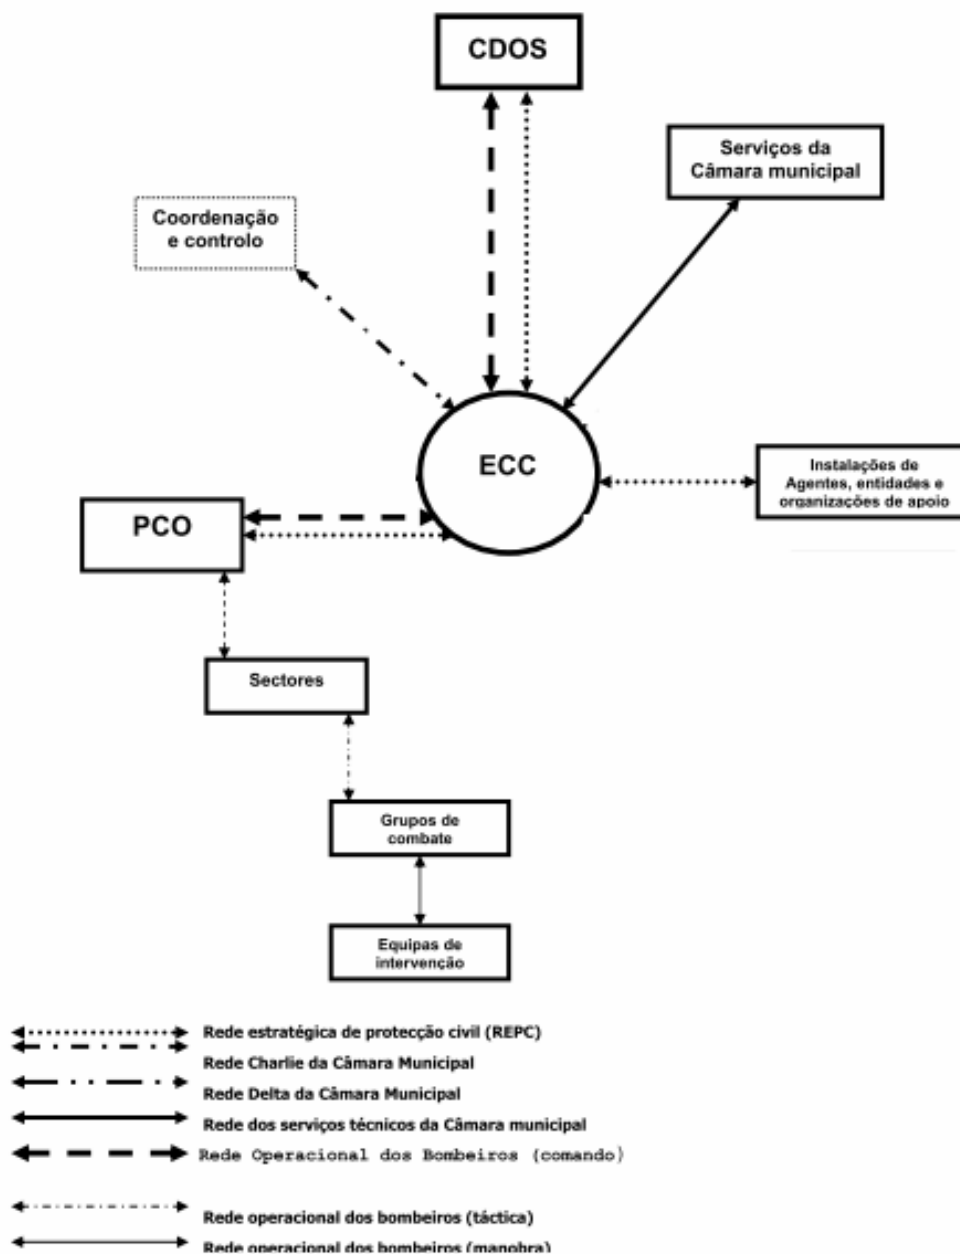 CDOS
Serviços da
Câmara municipal
Coordenação
e controlo
ECC
Instalações de
Agentes, entidades e
organizações de apoio
PCO
Sectores
Grupos de
combate
Equipas de
intervenção
Rede estratégica de protecção civil (REPC)
Rede Charlie da Câmara Municipal
Rede Delta da Câmara Municipal
Rede dos serviços técnicos da Câmara municipal
Rede Operacional dos Bombeiros (comando)
Rede operacional dos bombeiros (táctica)
Rede operacional dos bombeiros (manobra)